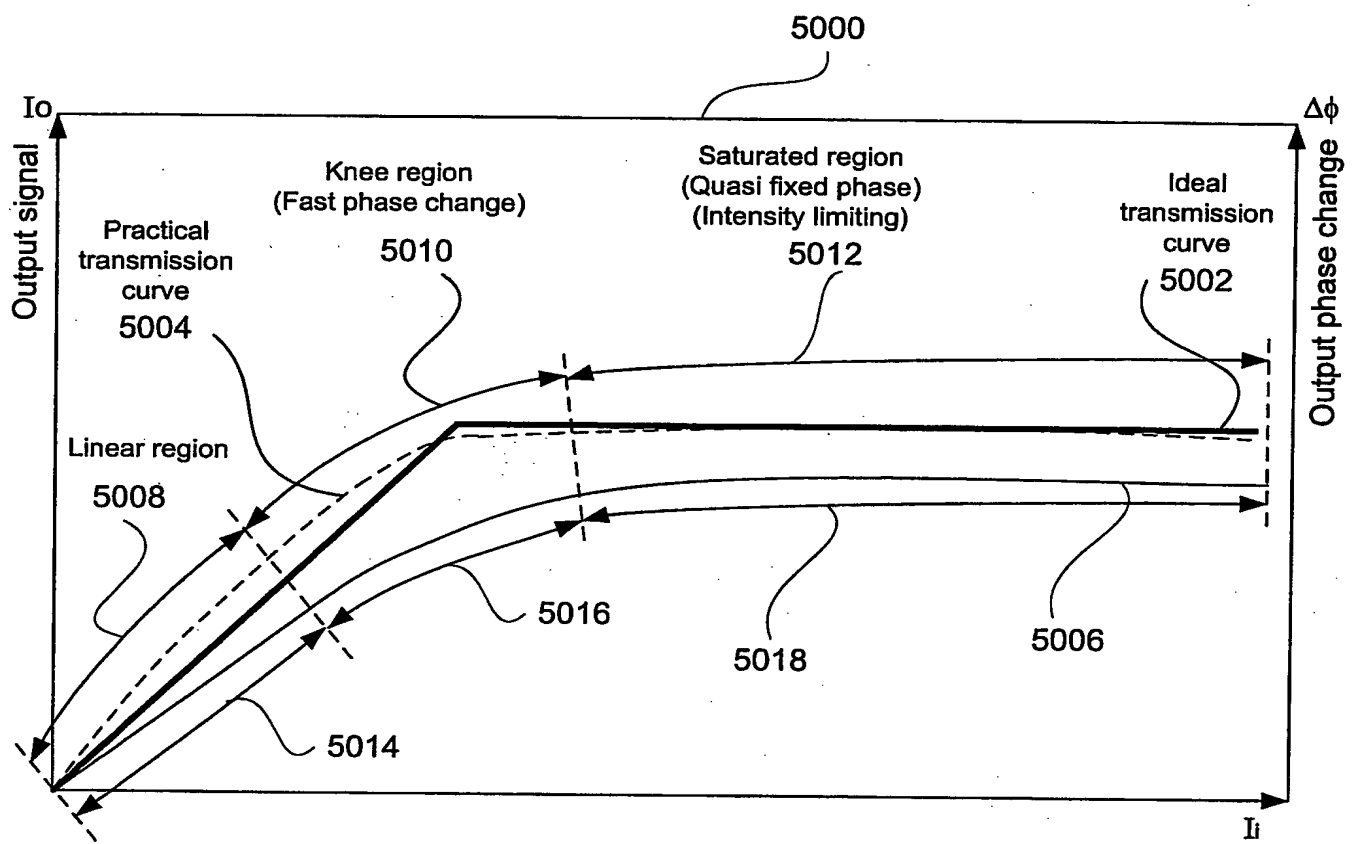 5000
Io
Δϕ
Output signal
Output phase change
Knee region
(Fast phase change)
5010
Saturated region
(Quasi fixed phase)
(Intensity limiting)
5012
Ideal
transmission
curve
5002
Practical
transmission
curve
5004
Linear region
5008
5016
5018
5006
5014
Ii